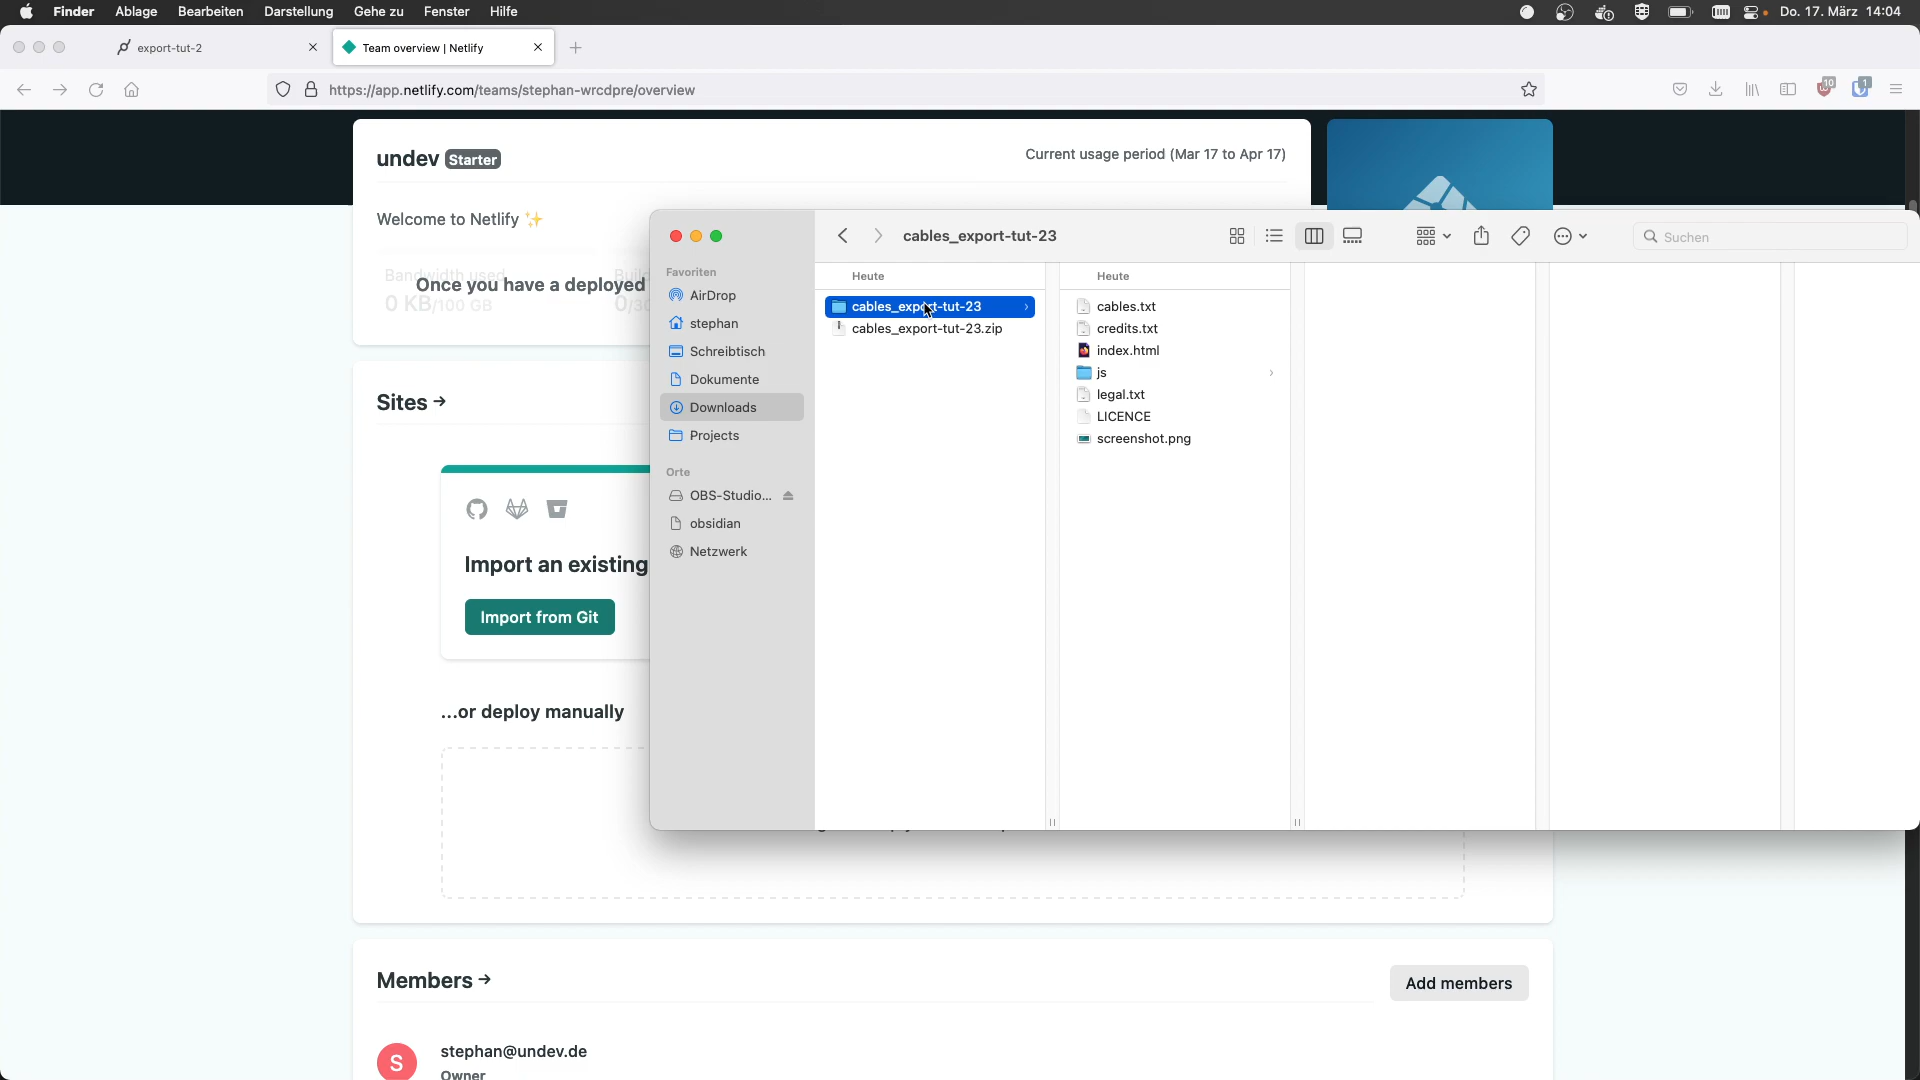 Finder Ablage Bearbeiten Darstellung Gehe zu Fenster Hilfe Do. 17. März 14:04
export-tut-2
Team overview | Netlify
https://app.netlify.com/teams/stephan-wrcdpre/overview
10
1
undev Starter
Current usage period (Mar 17 to Apr 17)
Welcome to Netlify ✨
Bandwidth used
0 KB/100 GB
Once you have a deployed
Sites →
Import an existing
Import from Git
...or deploy manually
cables_export-tut-23
Suchen
Favoriten
AirDrop
stephan
Schreibtisch
Dokumente
Downloads
Projects
Orte
OBS-Studio...
obsidian
Netzwerk
Heute
cables_export-tut-23
cables_export-tut-23.zip
Heute
cables.txt
credits.txt
index.html
js
legal.txt
LICENCE
screenshot.png
Members →
Add members
S
stephan@undev.de
Owner